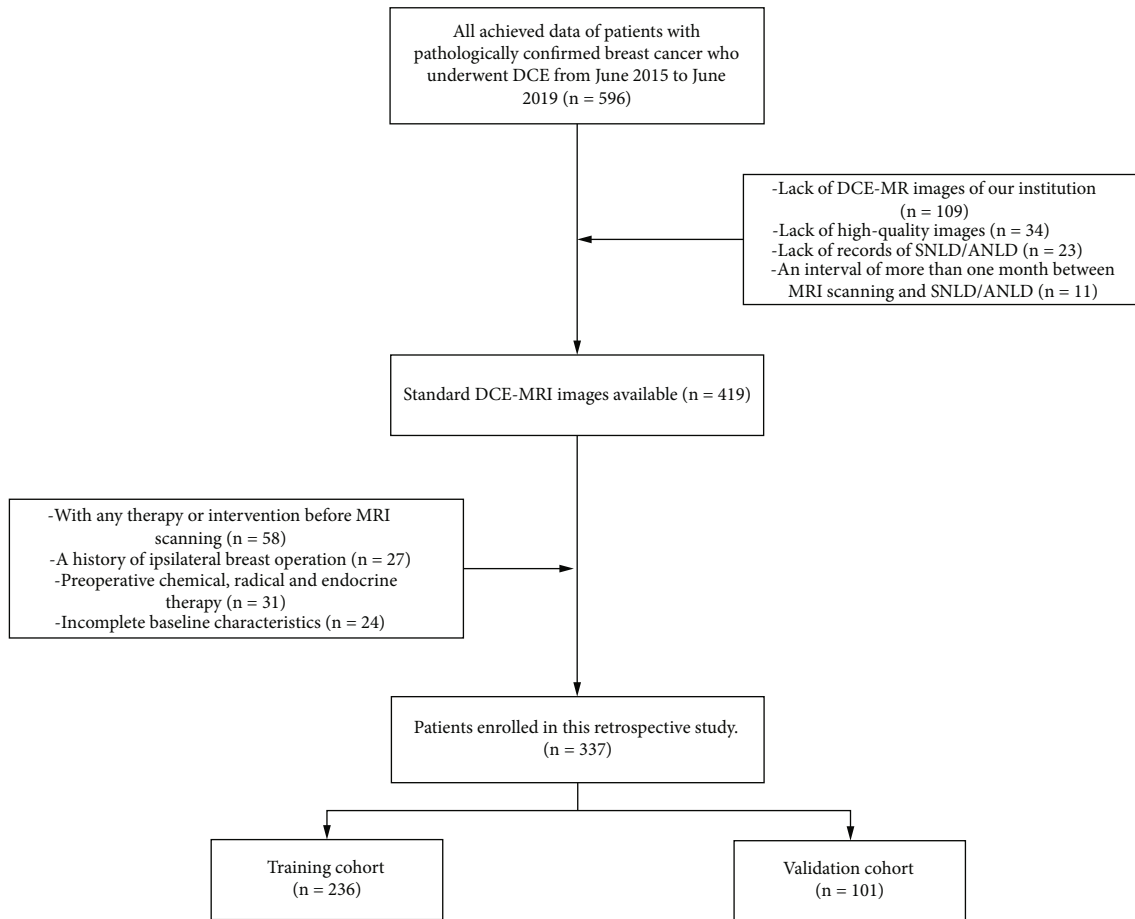 All achieved data of patients with
pathologically confirmed breast cancer who
underwent DCE from June 2015 to June
2019 (n = 596)
-Lack of DCE-MR images of our institution
(n = 109)
-Lack of high-quality images (n = 34)
-Lack of records of SNLD/ANLD (n = 23)
-An interval of more than one month between
MRI scanning and SNLD/ANLD (n = 11)
Standard DCE-MRI images available (n = 419)
-With any therapy or intervention before MRI
scanning (n = 58)
-A history of ipsilateral breast operation (n = 27)
-Preoperative chemical, radical and endocrine
therapy (n = 31)
-Incomplete baseline characteristics (n = 24)
Patients enrolled in this retrospective study.
(n = 337)
Training cohort
(n = 236)
Validation cohort
(n = 101)